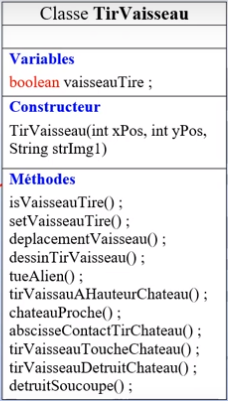 Classe TirVaisseau
Variables
boolean vaisseauTire ;
Constructeur
TirVaisseau(int xPos, int yPos,
String strImg1)
Méthodes
isVaisseauTire() ;
setVaisseauTire() ;
deplacementVaisseau() ;
dessinTirVaisseau() ;
tueAlien() ;
tirVaissauAHauteurChateau() ;
chateauProche() ;
abscisseContactTirChateau() ;
tirVaisseauToucheChateau() ;
tirVaisseauDetruitChateau() ;
detruitSoucoupe() ;